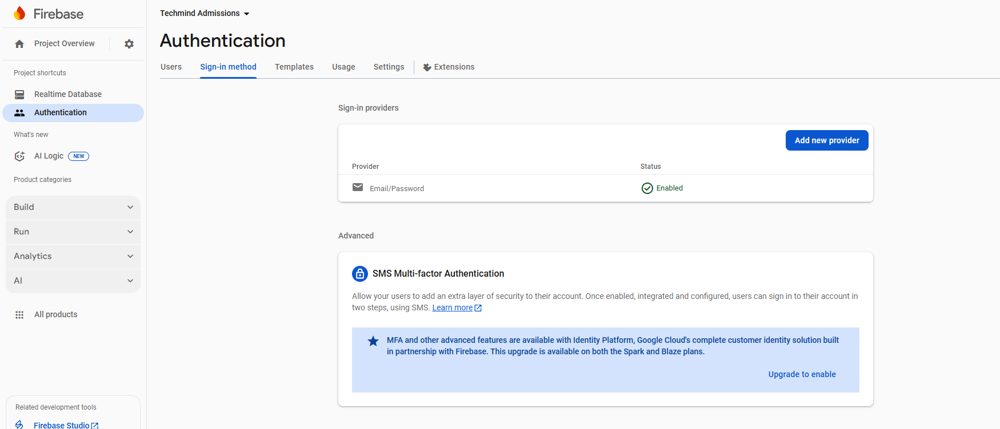 Firebase
Project Overview
Project shortcuts
Realtime Database
Authentication
What's new
AI Logic NEW
Product categories
Build
Run
Analytics
AI
All products
Related development tools
Firebase Studio
Techmind Admissions
Authentication
Users Sign-in method Templates Usage Settings Extensions
Sign-in providers
Add new provider
Provider Status
Email/Password Enabled
Advanced
SMS Multi-factor Authentication
Allow your users to add an extra layer of security to their account. Once enabled, integrated and configured, users can sign in to their account in
two steps, using SMS. Learn more
MFA and other advanced features are available with Identity Platform, Google Cloud's complete customer identity solution built
in partnership with Firebase. This upgrade is available on both the Spark and Blaze plans.
Upgrade to enable